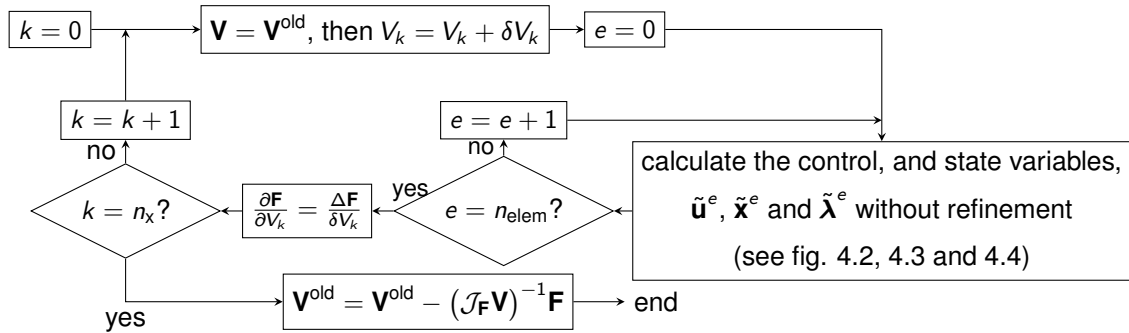 k = 0
𝐕 = 𝐕^old, then V_k = V_k + δV_k
e = 0
k = k + 1
e = e + 1
no
no
calculate the control, and state variables,
ũ^e, x̃^e and λ̃^e without refinement
(see fig. 4.2, 4.3 and 4.4)
k = n_x?
∂𝐅/∂V_k = Δ𝐅/δV_k
yes
e = n_elem?
yes
𝐕^old = 𝐕^old − (𝒥_𝐅 𝐕)^−1 𝐅
end